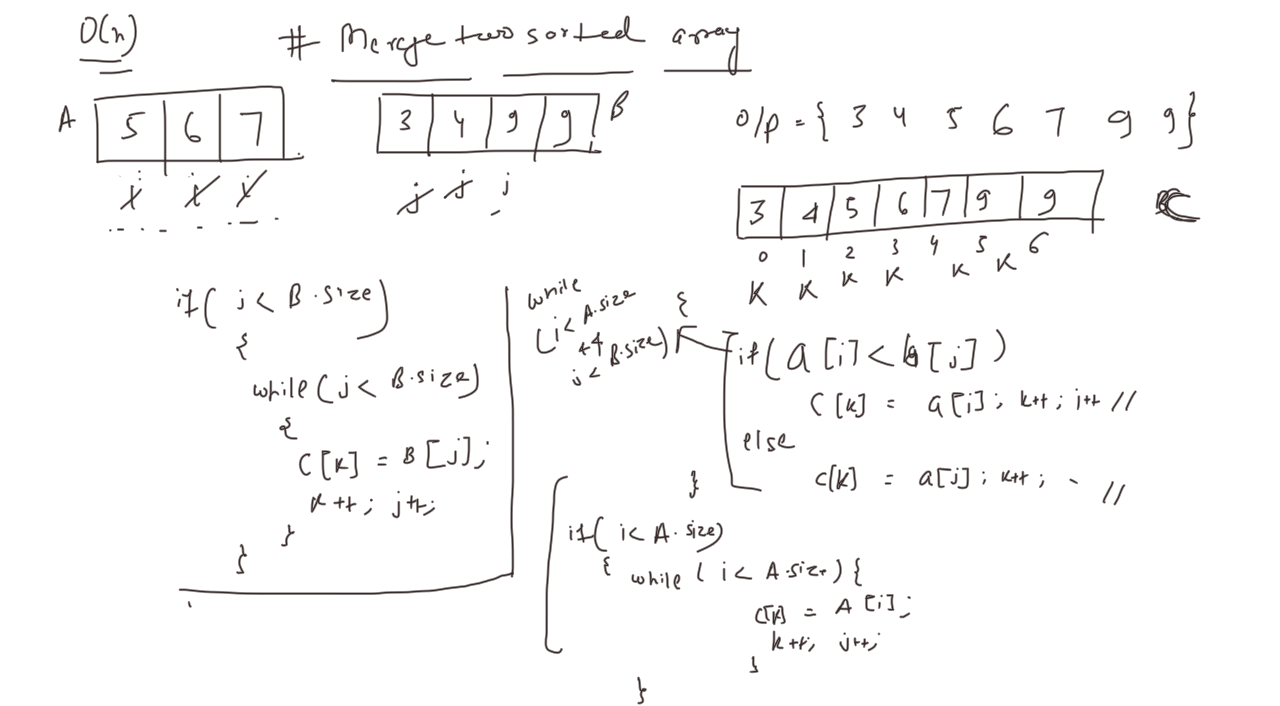 O(n)
# Merge two sorted array
A 5 6 7
3 4 9 9 B
o/p = { 3 4 5 6 7 9 9}
i i i
j j j
3 4 5 6 7 9 9 C
0 1 2 3 4 5 6
K K K K K K
if( j < B.size)
{
while(j < B.size)
{
C[K] = B[j];
K++; j++;
}
}
while
(i< A.size
&&
j< B.size)
{
if( a[i] < b[j] )
C[k] = a[i]; k++; i++ //
else
c[k] = a[j]; k++; - //
}
if( i< A.size)
{ while ( i < A.size) {
C[k] = A[i];
k++; j++;
}
}